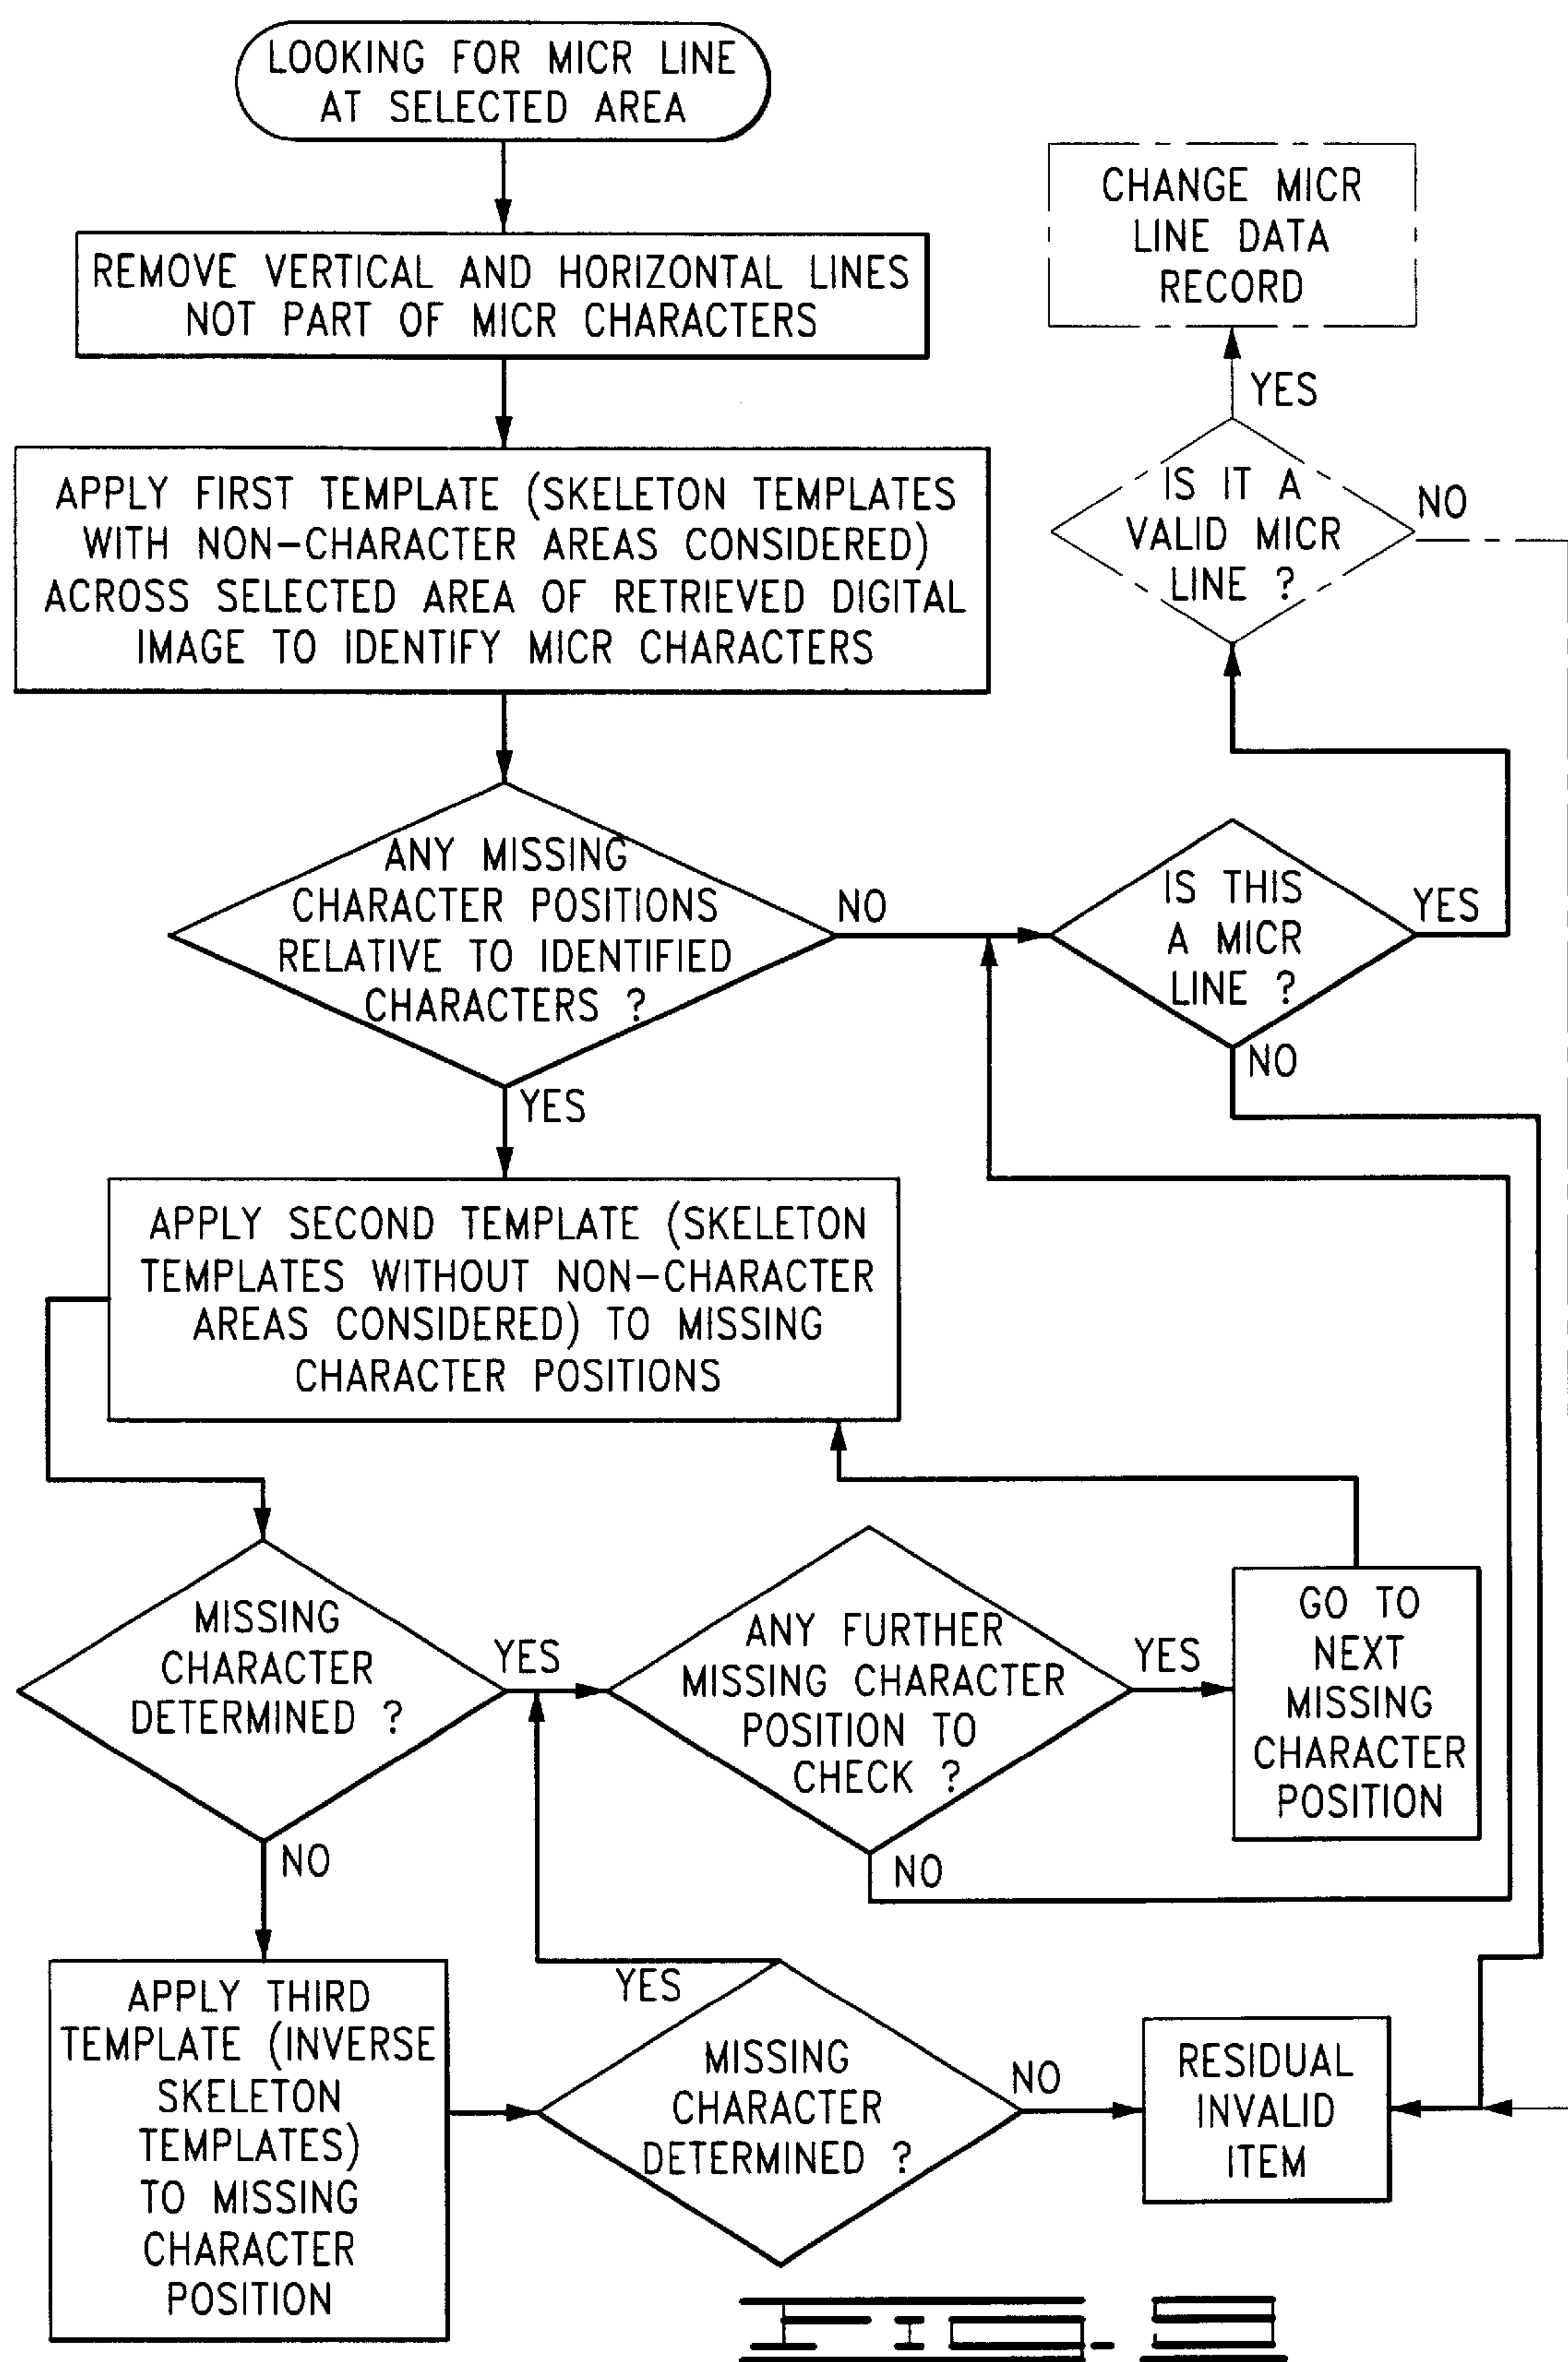 LOOKING FOR MICR LINE
AT SELECTED AREA
REMOVE VERTICAL AND HORIZONTAL LINES
NOT PART OF MICR CHARACTERS
APPLY FIRST TEMPLATE (SKELETON TEMPLATES
WITH NON-CHARACTER AREAS CONSIDERED)
ACROSS SELECTED AREA OF RETRIEVED DIGITAL
IMAGE TO IDENTIFY MICR CHARACTERS
CHANGE MICR
LINE DATA
RECORD
YES
IS IT A
VALID MICR
LINE ?
NO
ANY MISSING
CHARACTER POSITIONS
RELATIVE TO IDENTIFIED
CHARACTERS ?
NO
YES
IS THIS
A MICR
LINE ?
YES
NO
APPLY SECOND TEMPLATE (SKELETON
TEMPLATES WITHOUT NON-CHARACTER
AREAS CONSIDERED) TO MISSING
CHARACTER POSITIONS
MISSING
CHARACTER
DETERMINED ?
YES
NO
ANY FURTHER
MISSING CHARACTER
POSITION TO
CHECK ?
YES
NO
GO TO
NEXT
MISSING
CHARACTER
POSITION
APPLY THIRD
TEMPLATE (INVERSE
SKELETON
TEMPLATES)
TO MISSING
CHARACTER
POSITION
YES
MISSING
CHARACTER
DETERMINED ?
NO
RESIDUAL
INVALID
ITEM